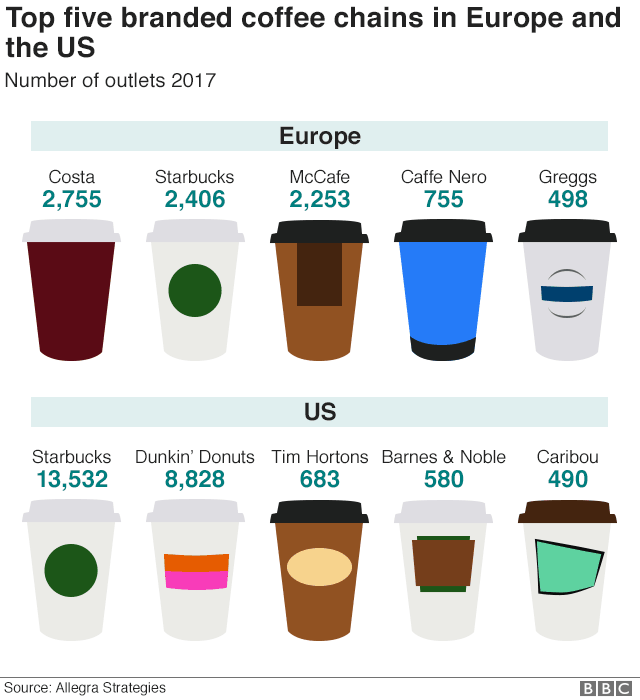 Top five branded coffee chains in Europe and
the US
Number of outlets 2017
Europe
Costa Starbucks McCafe Caffe Nero Greggs
2,755 2,406 2,253 755 498
US
Starbucks Dunkin' Donuts Tim Hortons Barnes & Noble Caribou
13,532 8,828 683 580 490
Source: Allegra Strategies BBC